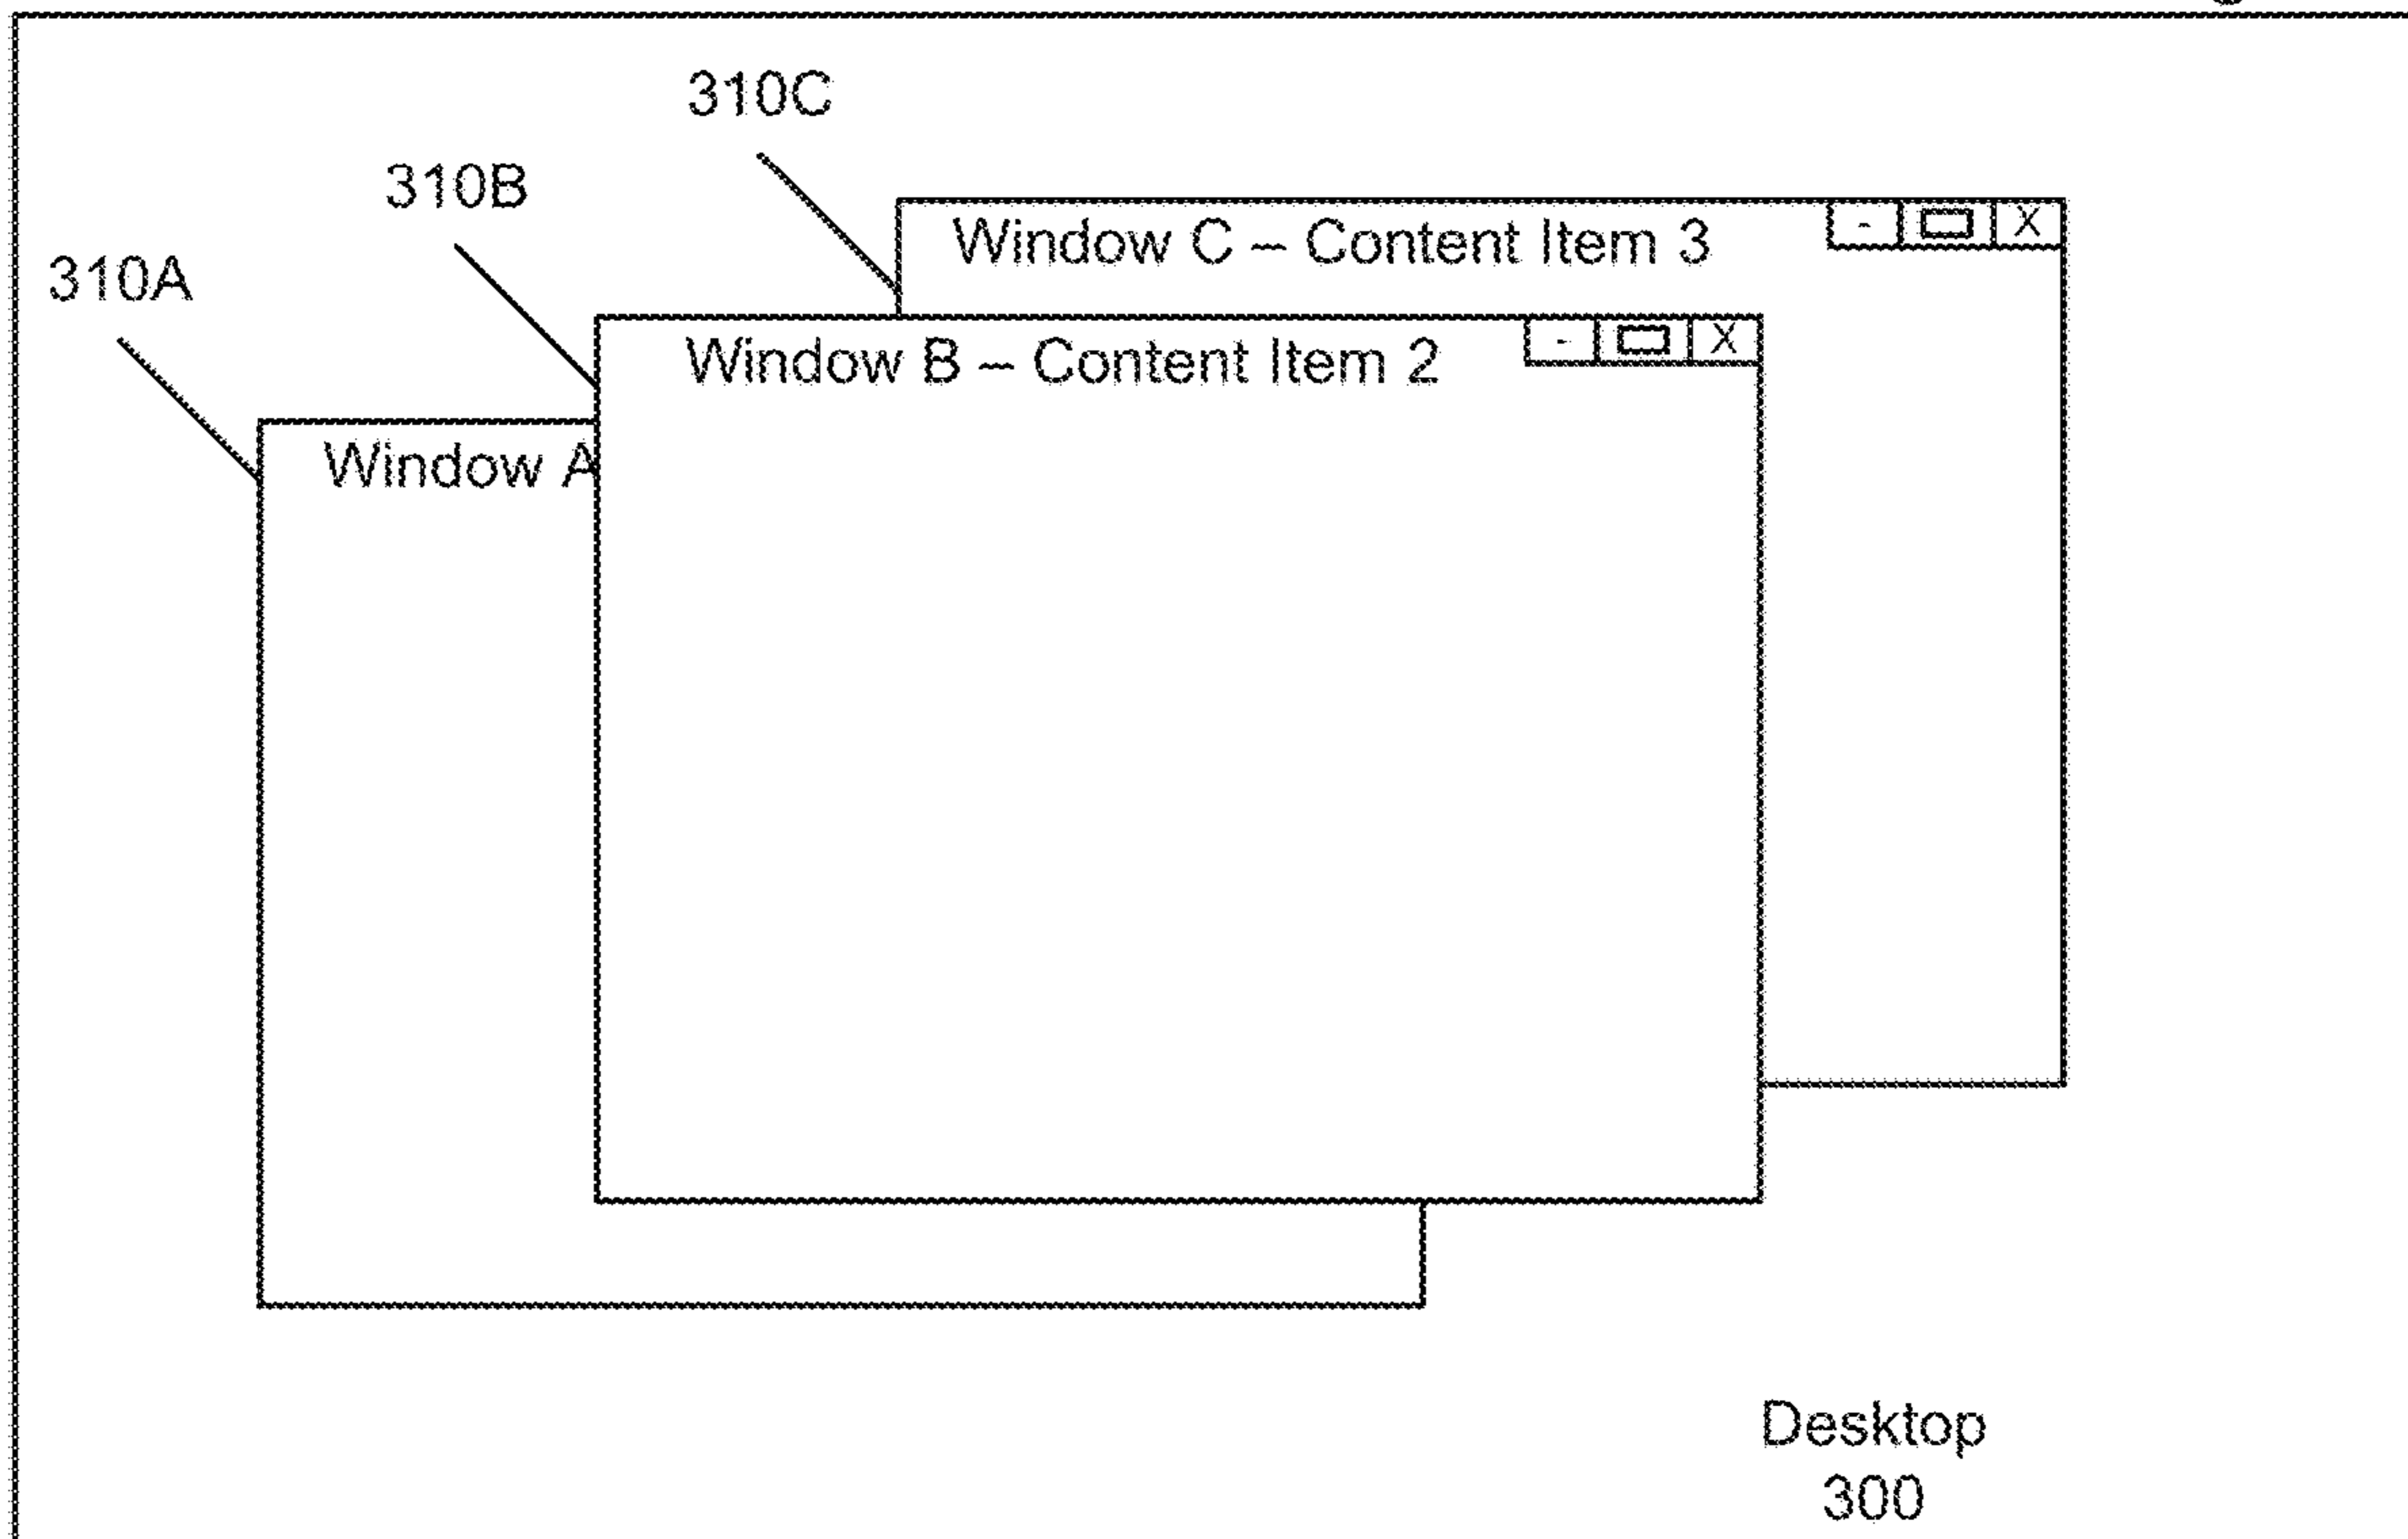 310C
310B
310A
Window C – Content Item 3
- X
Window B – Content Item 2
- X
Window A
Desktop
300